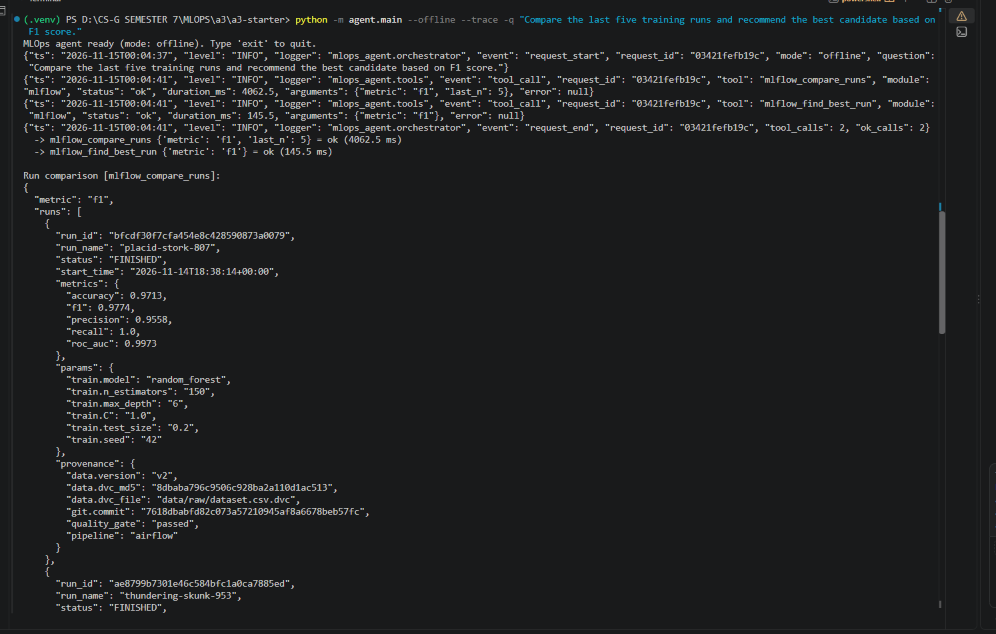 (.venv) PS D:\CS-G SEMESTER 7\MLOPS\a3\a3-starter> python -m agent.main --offline --trace -q "Compare the last five training runs and recommend the best candidate based on
F1 score."
MLOps agent ready (mode: offline). Type 'exit' to quit.
{"ts": "2026-11-15T00:04:37", "level": "INFO", "logger": "mlops_agent.orchestrator", "event": "request_start", "request_id": "03421fefb19c", "mode": "offline", "question":
"Compare the last five training runs and recommend the best candidate based on F1 score."}
{"ts": "2026-11-15T00:04:41", "level": "INFO", "logger": "mlops_agent.tools", "event": "tool_call", "request_id": "03421fefb19c", "tool": "mlflow_compare_runs", "module":
"mlflow", "status": "ok", "duration_ms": 4062.5, "arguments": {"metric": "f1", "last_n": 5}, "error": null}
{"ts": "2026-11-15T00:04:41", "level": "INFO", "logger": "mlops_agent.tools", "event": "tool_call", "request_id": "03421fefb19c", "tool": "mlflow_find_best_run", "module":
"mlflow", "status": "ok", "duration_ms": 145.5, "arguments": {"metric": "f1"}, "error": null}
{"ts": "2026-11-15T00:04:41", "level": "INFO", "logger": "mlops_agent.orchestrator", "event": "request_end", "request_id": "03421fefb19c", "tool_calls": 2, "ok_calls": 2}
-> mlflow_compare_runs {'metric': 'f1', 'last_n': 5} = ok (4062.5 ms)
-> mlflow_find_best_run {'metric': 'f1'} = ok (145.5 ms)
Run comparison [mlflow_compare_runs]:
{
"metric": "f1",
"runs": [
{
"run_id": "bfcdf30f7cfa454e8c428590873a0079",
"run_name": "placid-stork-807",
"status": "FINISHED",
"start_time": "2026-11-14T18:38:14+00:00",
"metrics": {
"accuracy": 0.9713,
"f1": 0.9774,
"precision": 0.9558,
"recall": 1.0,
"roc_auc": 0.9973
},
"params": {
"train.model": "random_forest",
"train.n_estimators": "150",
"train.max_depth": "6",
"train.C": "1.0",
"train.test_size": "0.2",
"train.seed": "42"
},
"provenance": {
"data.version": "v2",
"data.dvc_md5": "8dbaba796c9506c928ba2a110d1ac513",
"data.dvc_file": "data/raw/dataset.csv.dvc",
"git.commit": "7618dbabfd82c073a57210945af8a6678beb57fc",
"quality_gate": "passed",
"pipeline": "airflow"
}
},
{
"run_id": "ae8799b7301e46c584bfc1a0ca7885ed",
"run_name": "thundering-skunk-953",
"status": "FINISHED",